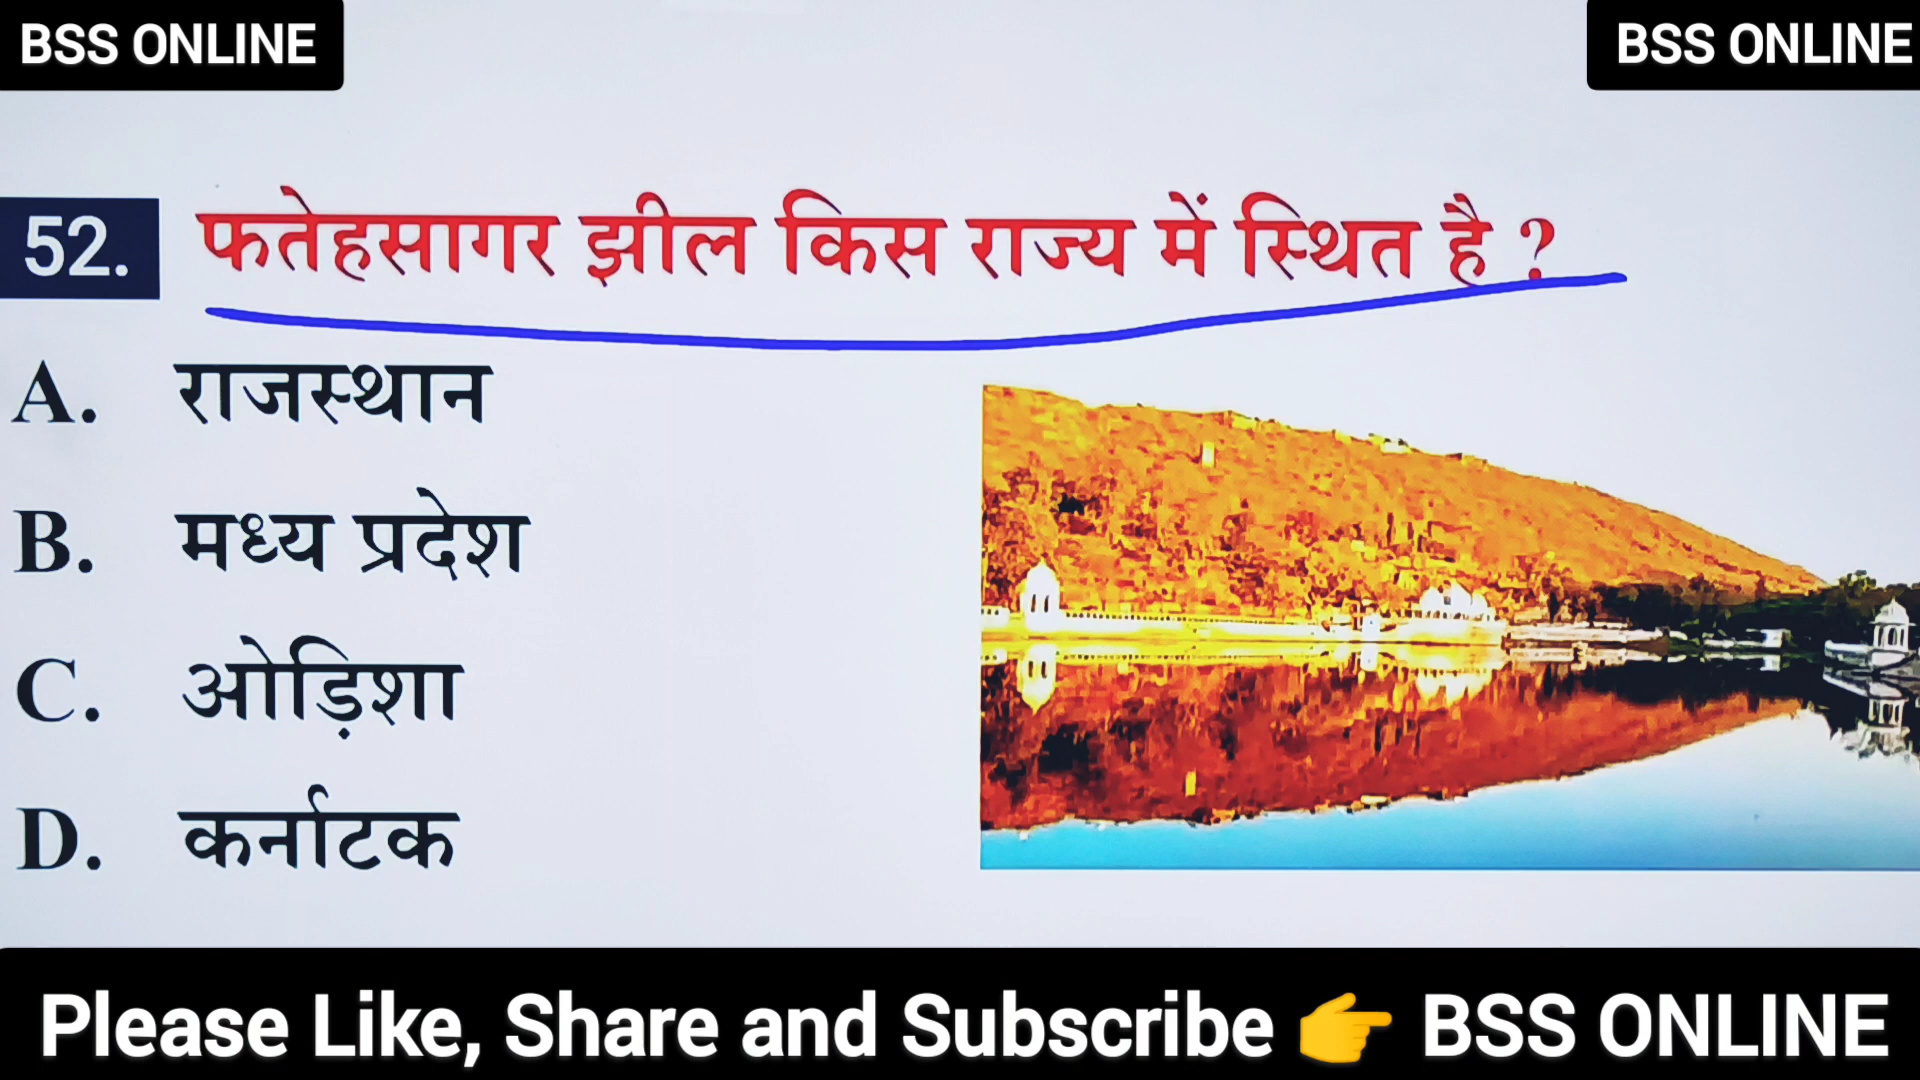 BSS ONLINE
BSS ONLINE
52. फतेहसागर झील किस राज्य में स्थित है ?
A. राजस्थान
B. मध्य प्रदेश
C. ओड़िशा
D. कर्नाटक
Please Like, Share and Subscribe 👉 BSS ONLINE